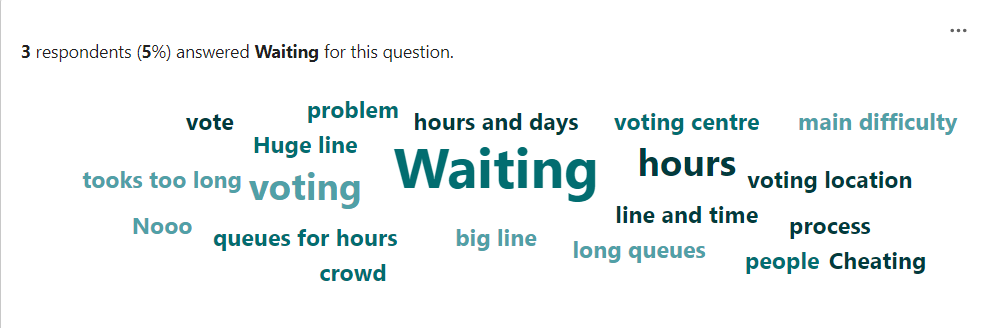 3 respondents (5%) answered Waiting for this question.
problem
vote
hours and days
voting centre
main difficulty
Huge line
Waiting
hours
tooks too long
voting
voting location
line and time
Nooo
process
queues for hours
big line
long queues
people
Cheating
crowd